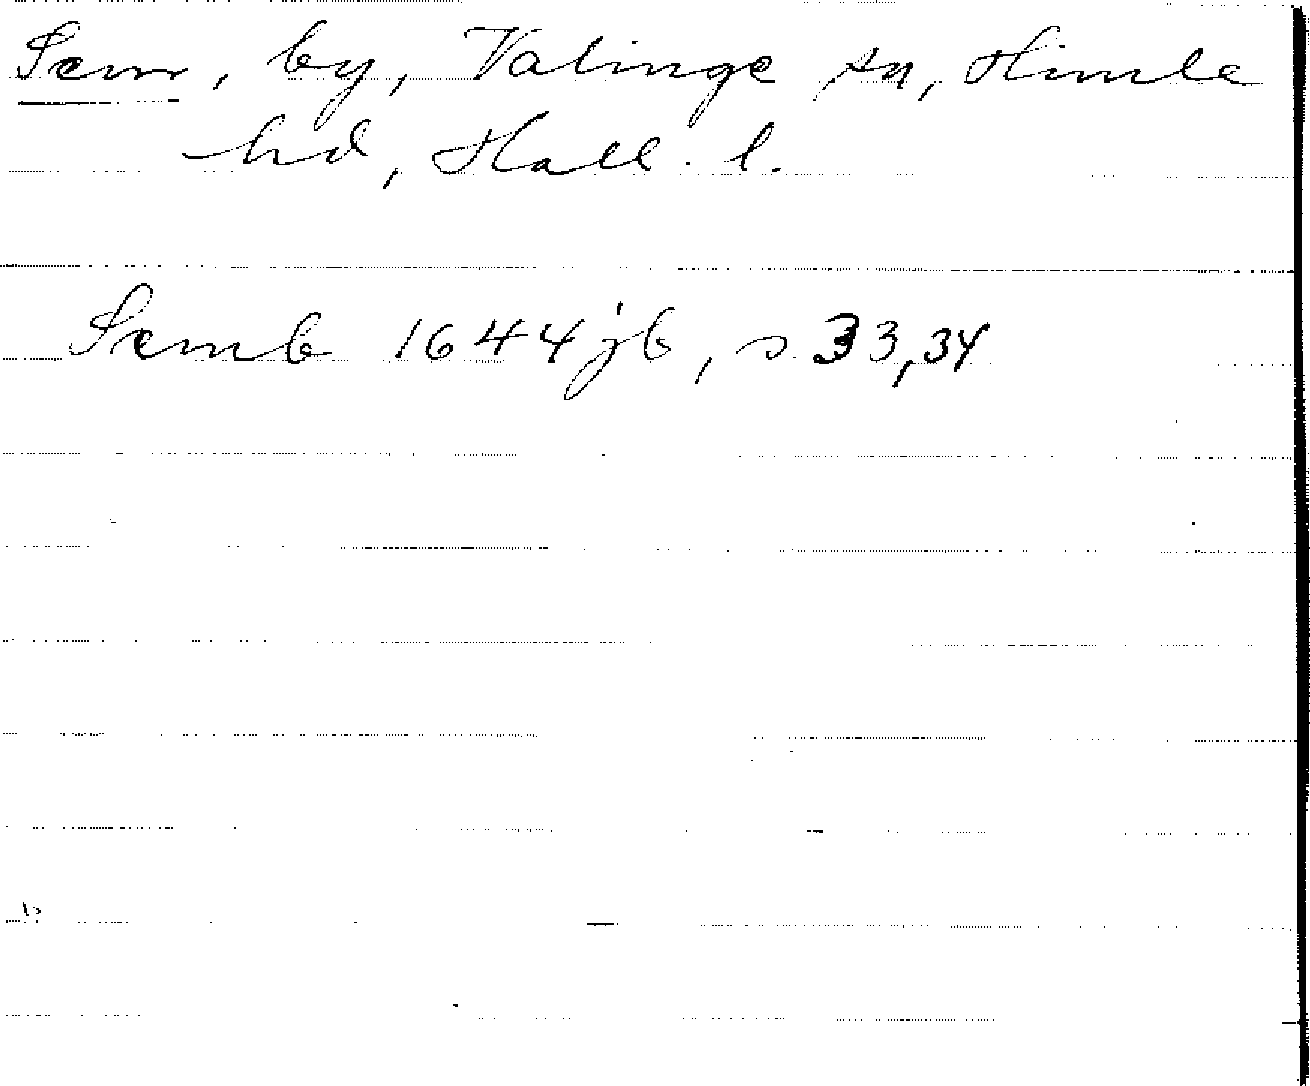 Sem, by, Valinge sn, Himle
hd, Hall. l.
Semb 1644 jb, s 33,34